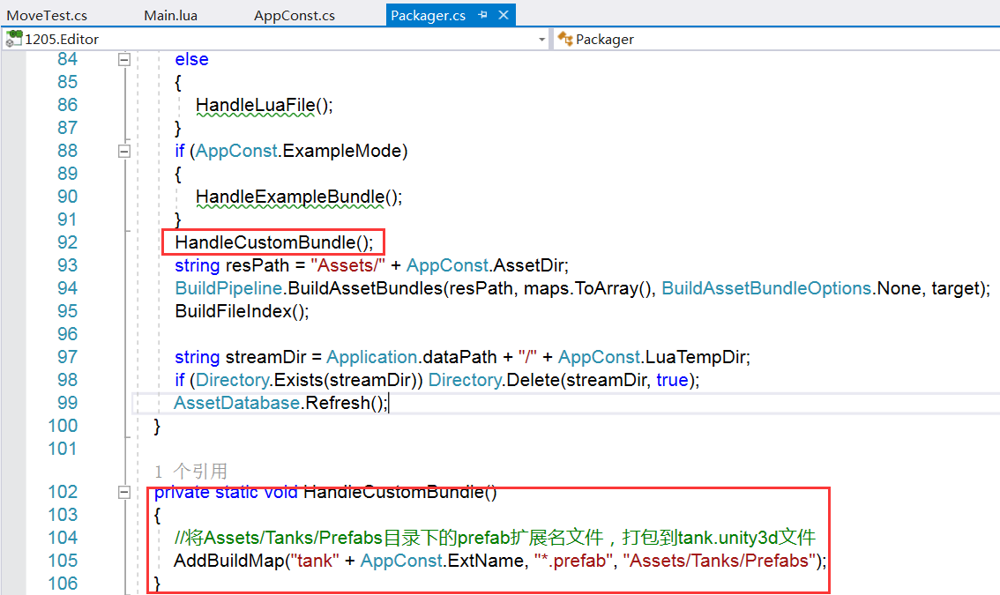 MoveTest.cs Main.lua AppConst.cs Packager.cs
1205.Editor Packager
84 else
85 {
86 HandleLuaFile();
87 }
88 if (AppConst.ExampleMode)
89 {
90 HandleExampleBundle();
91 }
92 HandleCustomBundle();
93 string resPath = "Assets/" + AppConst.AssetDir;
94 BuildPipeline.BuildAssetBundles(resPath, maps.ToArray(), BuildAssetBundleOptions.None, target);
95 BuildFileIndex();
96
97 string streamDir = Application.dataPath + "/" + AppConst.LuaTempDir;
98 if (Directory.Exists(streamDir)) Directory.Delete(streamDir, true);
99 AssetDatabase.Refresh();
100 }
101
1 个引用
102 private static void HandleCustomBundle()
103 {
104 //将Assets/Tanks/Prefabs目录下的prefab扩展名文件，打包到tank.unity3d文件
105 AddBuildMap("tank" + AppConst.ExtName, "*.prefab", "Assets/Tanks/Prefabs");
106 }